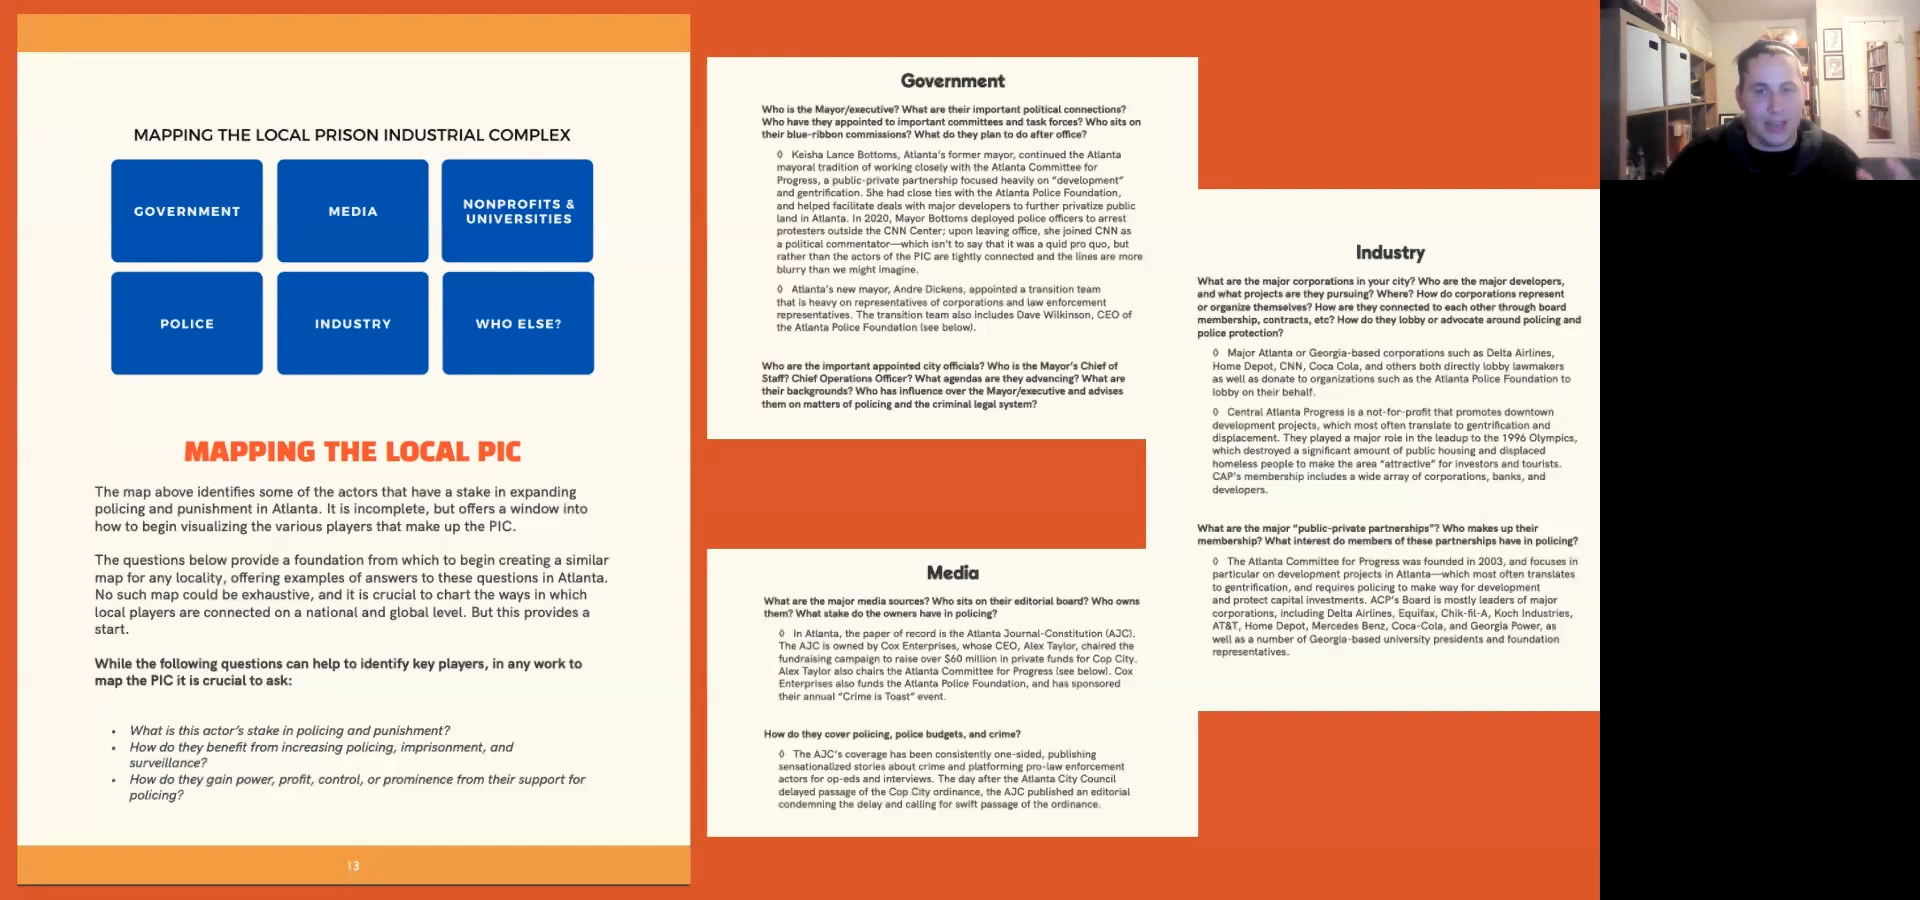 MAPPING THE LOCAL PRISON INDUSTRIAL COMPLEX
GOVERNMENT
MEDIA
NONPROFITS &
UNIVERSITIES
POLICE
INDUSTRY
WHO ELSE?
MAPPING THE LOCAL PIC
The map above identifies some of the actors that have a stake in expanding
policing and punishment in Atlanta. It is incomplete, but offers a window into
how to begin visualizing the various players that make up the PIC.
The questions below provide a foundation from which to begin creating a similar
map for any locality, offering examples of answers to these questions in Atlanta.
No such map could be exhaustive, and it is crucial to chart the ways in which
local players are connected on a national and global level. But this provides a
start.
While the following questions can help to identify key players, in any work to
map the PIC it is crucial to ask:
• What is this actor's stake in policing and punishment?
• How do they benefit from increasing policing, imprisonment, and
surveillance?
• How do they gain power, profit, control, or prominence from their support for
policing?
13
Government
Who is the Mayor/executive? What are their important political connections?
Who have they appointed to important committees and task forces? Who sits on
their blue-ribbon commissions? What do they plan to do after office?
◊ Keisha Lance Bottoms, Atlanta's former mayor, continued the Atlanta
mayoral tradition of working closely with the Atlanta Committee for
Progress, a public-private partnership focused heavily on "development"
and gentrification. She had close ties with the Atlanta Police Foundation,
and helped facilitate deals with major developers to further privatize public
land in Atlanta. In 2020, Mayor Bottoms deployed police officers to arrest
protesters outside the CNN Center; upon leaving office, she joined CNN as
a political commentator—which isn't to say that it was a quid pro quo, but
rather than the actors of the PIC are tightly connected and the lines are more
blurry than we might imagine.
◊ Atlanta's new mayor, Andre Dickens, appointed a transition team
that is heavy on representatives of corporations and law enforcement
representatives. The transition team also includes Dave Wilkinson, CEO of
the Atlanta Police Foundation (see below).
Who are the important appointed city officials? Who is the Mayor's Chief of
Staff? Chief Operations Officer? What agendas are they advancing? What are
their backgrounds? Who has influence over the Mayor/executive and advises
them on matters of policing and the criminal legal system?
Media
What are the major media sources? Who sits on their editorial board? Who owns
them? What stake do the owners have in policing?
◊ In Atlanta, the paper of record is the Atlanta Journal-Constitution (AJC).
The AJC is owned by Cox Enterprises, whose CEO, Alex Taylor, chaired the
fundraising campaign to raise over $60 million in private funds for Cop City.
Alex Taylor also chairs the Atlanta Committee for Progress (see below). Cox
Enterprises also funds the Atlanta Police Foundation, and has sponsored
their annual "Crime is Toast" event.
How do they cover policing, police budgets, and crime?
◊ The AJC's coverage has been consistently one-sided, publishing
sensationalized stories about crime and platforming pro-law enforcement
actors for op-eds and interviews. The day after the Atlanta City Council
delayed passage of the Cop City ordinance, the AJC published an editorial
condemning the delay and calling for swift passage of the ordinance.
Industry
What are the major corporations in your city? Who are the major developers,
and what projects are they pursuing? Where? How do corporations represent
or organize themselves? How are they connected to each other through board
membership, contracts, etc? How do they lobby or advocate around policing and
police protection?
◊ Major Atlanta or Georgia-based corporations such as Delta Airlines,
Home Depot, CNN, Coca Cola, and others both directly lobby lawmakers
as well as donate to organizations such as the Atlanta Police Foundation to
lobby on their behalf.
◊ Central Atlanta Progress is a not-for-profit that promotes downtown
development projects, which most often translate to gentrification and
displacement. They played a major role in the leadup to the 1996 Olympics,
which destroyed a significant amount of public housing and displaced
homeless people to make the area "attractive" for investors and tourists.
CAP's membership includes a wide array of corporations, banks, and
developers.
What are the major "public-private partnerships"? Who makes up their
membership? What interest do members of these partnerships have in policing?
◊ The Atlanta Committee for Progress was founded in 2003, and focuses in
particular on development projects in Atlanta—which most often translates
to gentrification, and requires policing to make way for development
and protect capital investments. ACP's Board is mostly leaders of major
corporations, including Delta Airlines, Equifax, Chik-fil-A, Koch Industries,
AT&T, Home Depot, Mercedes Benz, Coca-Cola, and Georgia Power, as
well as a number of Georgia-based university presidents and foundation
representatives.